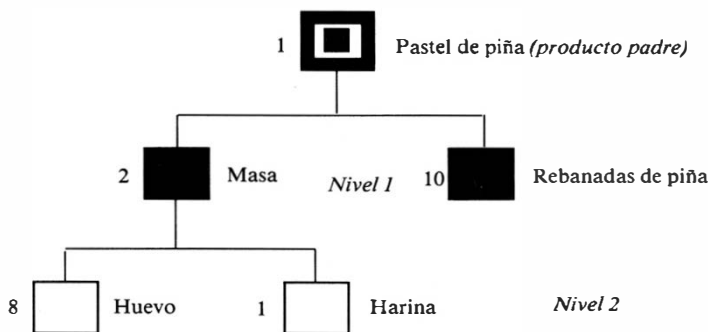 1 Pastel de piña (producto padre)
2 Masa Nivel 1 10 Rebanadas de piña
8 Huevo 1 Harina Nivel 2